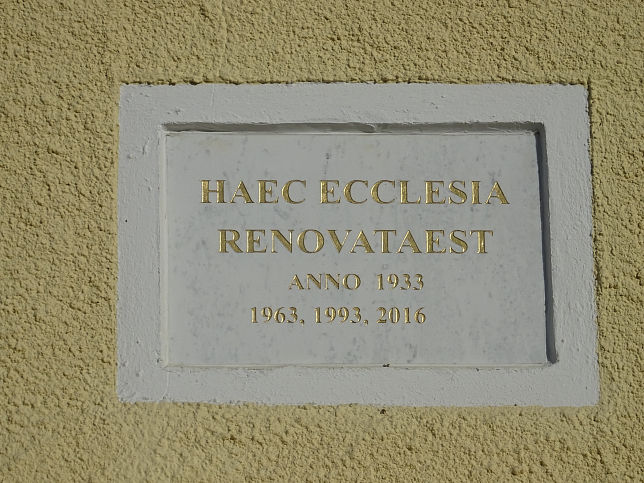 HAEC ECCLESIA
RENOVATAEST
ANNO 1933
1963, 1993, 2016